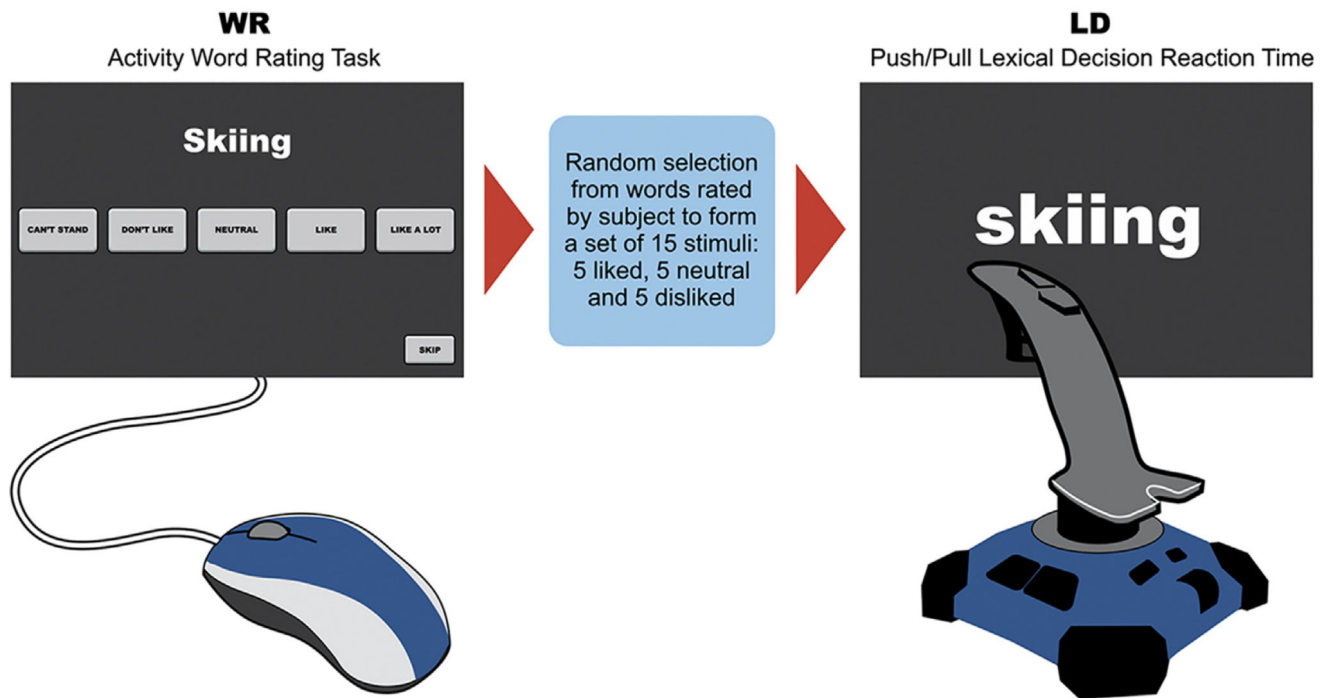 WR
Activity Word Rating Task
Skiing
CAN'T STAND
DON'T LIKE
NEUTRAL
LIKE
LIKE A LOT
SKIP
Random selection
from words rated
by subject to form
a set of 15 stimuli:
5 liked, 5 neutral
and 5 disliked
LD
Push/Pull Lexical Decision Reaction Time
skiing